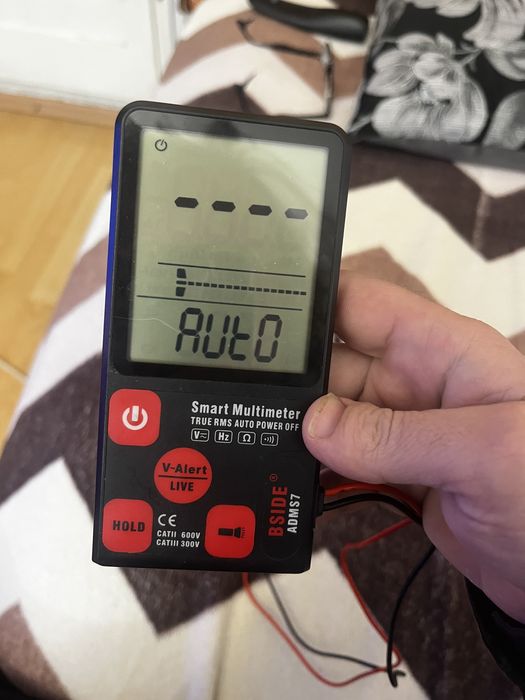 ----
AUtO
Smart Multimeter
TRUE RMS AUTO POWER OFF
V Hz Ω
V-Alert
LIVE
HOLD
CE
CATII 600V
CATIII 300V
BSIDE®
ADMS7